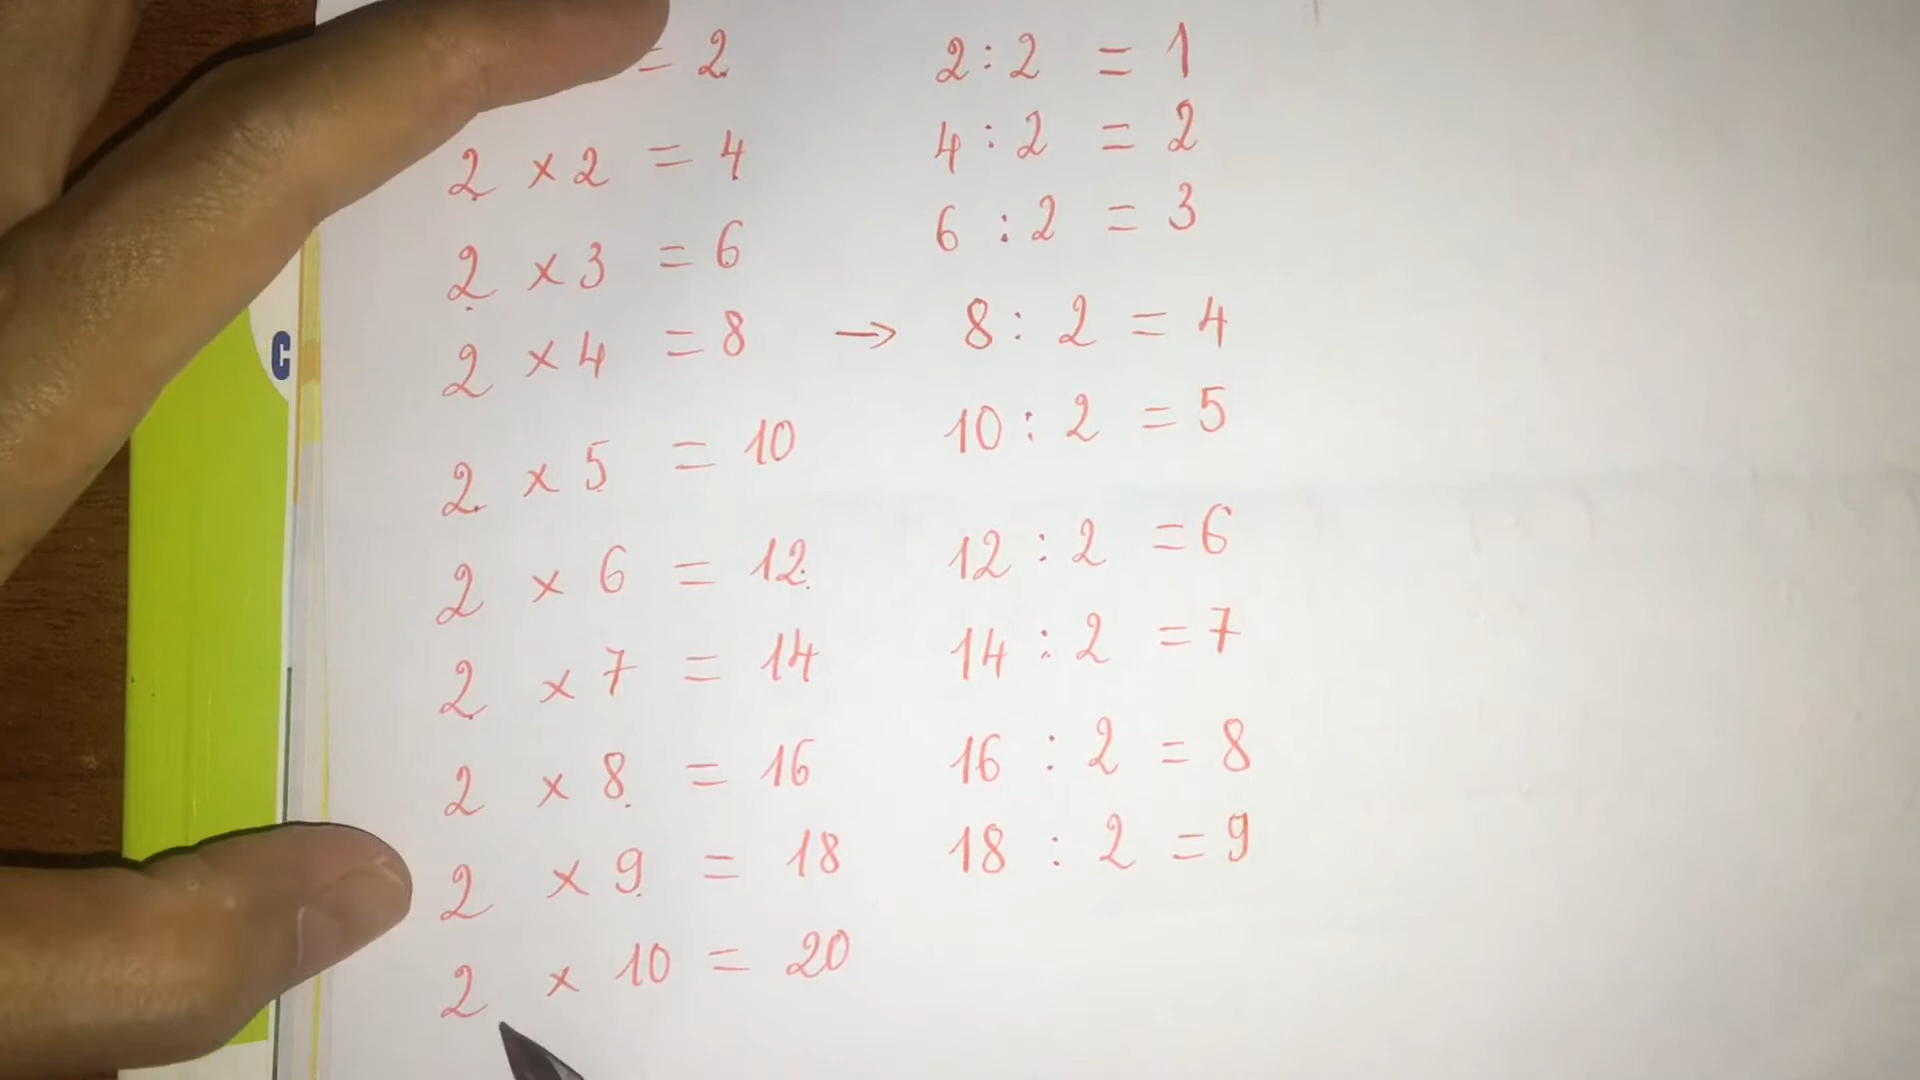 = 2 2 : 2 = 1
2 × 2 = 4 4 : 2 = 2
2 × 3 = 6 6 : 2 = 3
2 × 4 = 8 → 8 : 2 = 4
2 × 5 = 10 10 : 2 = 5
2 × 6 = 12 12 : 2 = 6
2 × 7 = 14 14 : 2 = 7
2 × 8 = 16 16 : 2 = 8
2 × 9 = 18 18 : 2 = 9
2 × 10 = 20
C